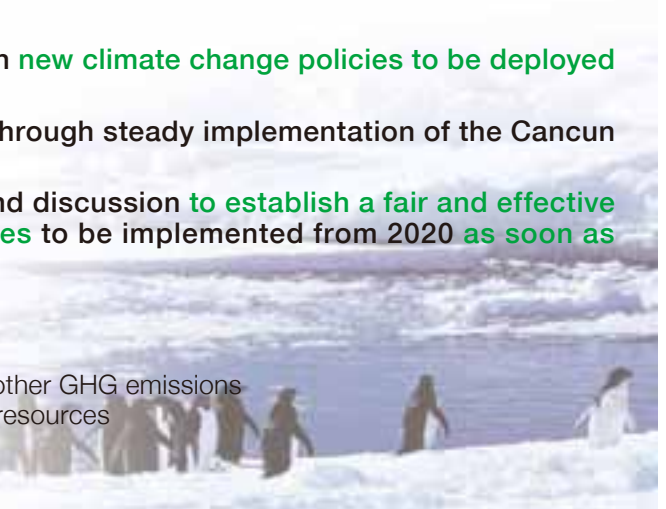 n new climate change policies to be deployed
hrough steady implementation of the Cancun
nd discussion to establish a fair and effective
es to be implemented from 2020 as soon as
other GHG emissions
resources